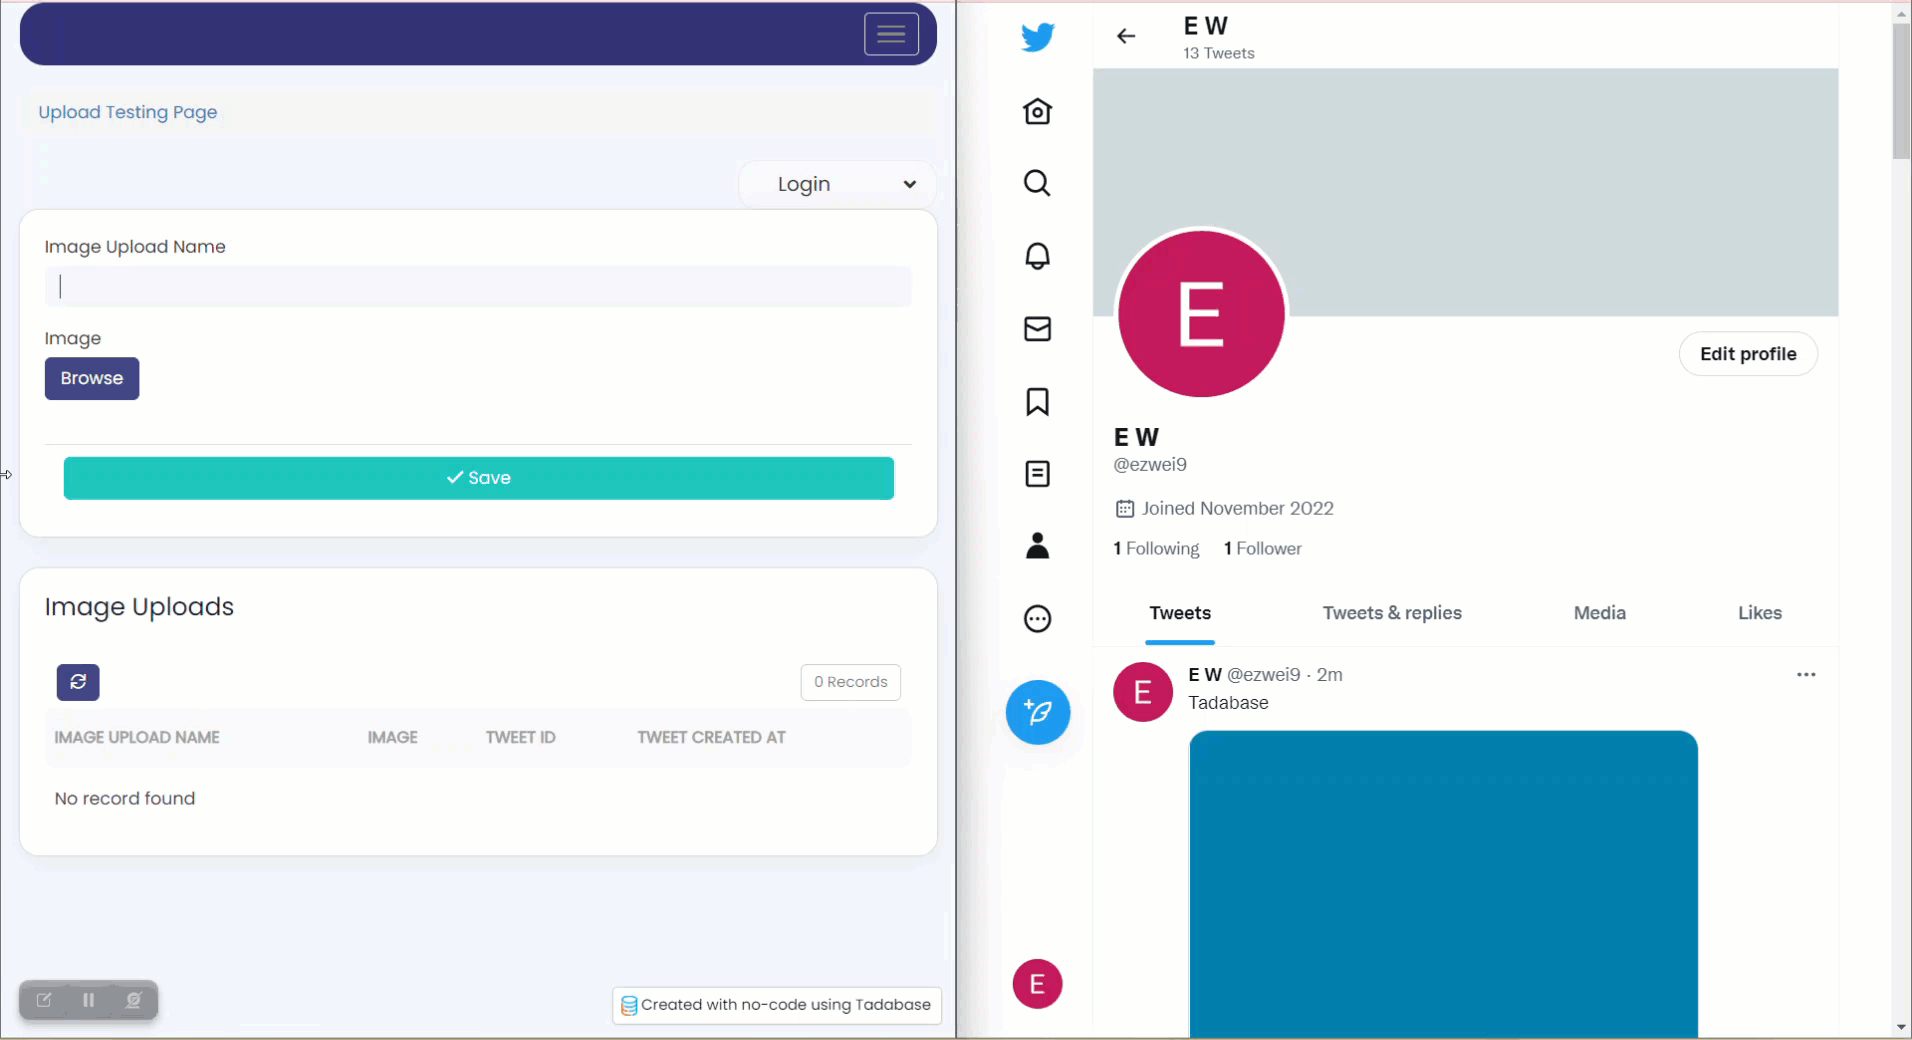 Upload Testing Page
Login
Image Upload Name
Image
Browse
Save
Image Uploads
0 Records
IMAGE UPLOAD NAME IMAGE TWEET ID TWEET CREATED AT
No record found
Created with no-code using Tadabase
E W
13 Tweets
E
Edit profile
E W
@ezwei9
Joined November 2022
1 Following 1 Follower
Tweets Tweets & replies Media Likes
E
E W @ezwei9 · 2m
Tadabase
E